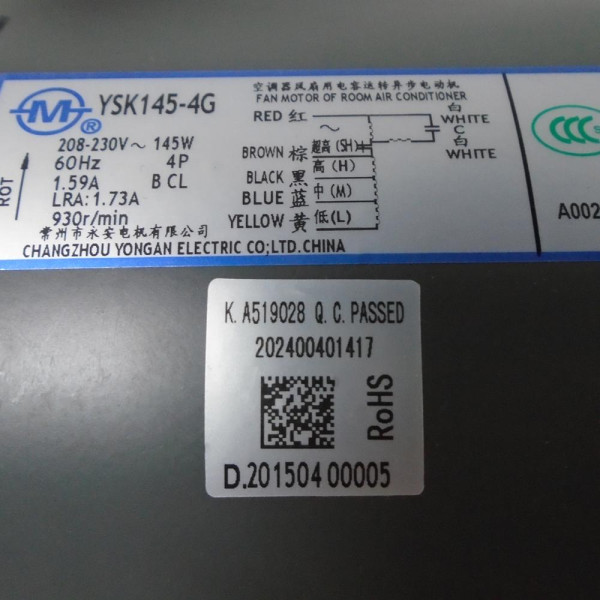 M ® YSK145-4G
空调器风扇用电容运转异步电动机
FAN MOTOR OF ROOM AIR CONDITIONER
208-230V～ 145W
60Hz 4P
1.59A B CL
LRA:1.73A
930r/min
ROT
RED 红
～
白
WHITE
C
白
WHITE
BROWN 棕 超高(SH)
BLACK 黑 高(H)
BLUE 蓝 中(M)
YELLOW 黄 低(L)
常州市永安电机有限公司
CHANGZHOU YONGAN ELECTRIC CO;LTD.CHINA
CCC
A002
K. A519028 Q.C. PASSED
202400401417
RoHS
D.201504 00005